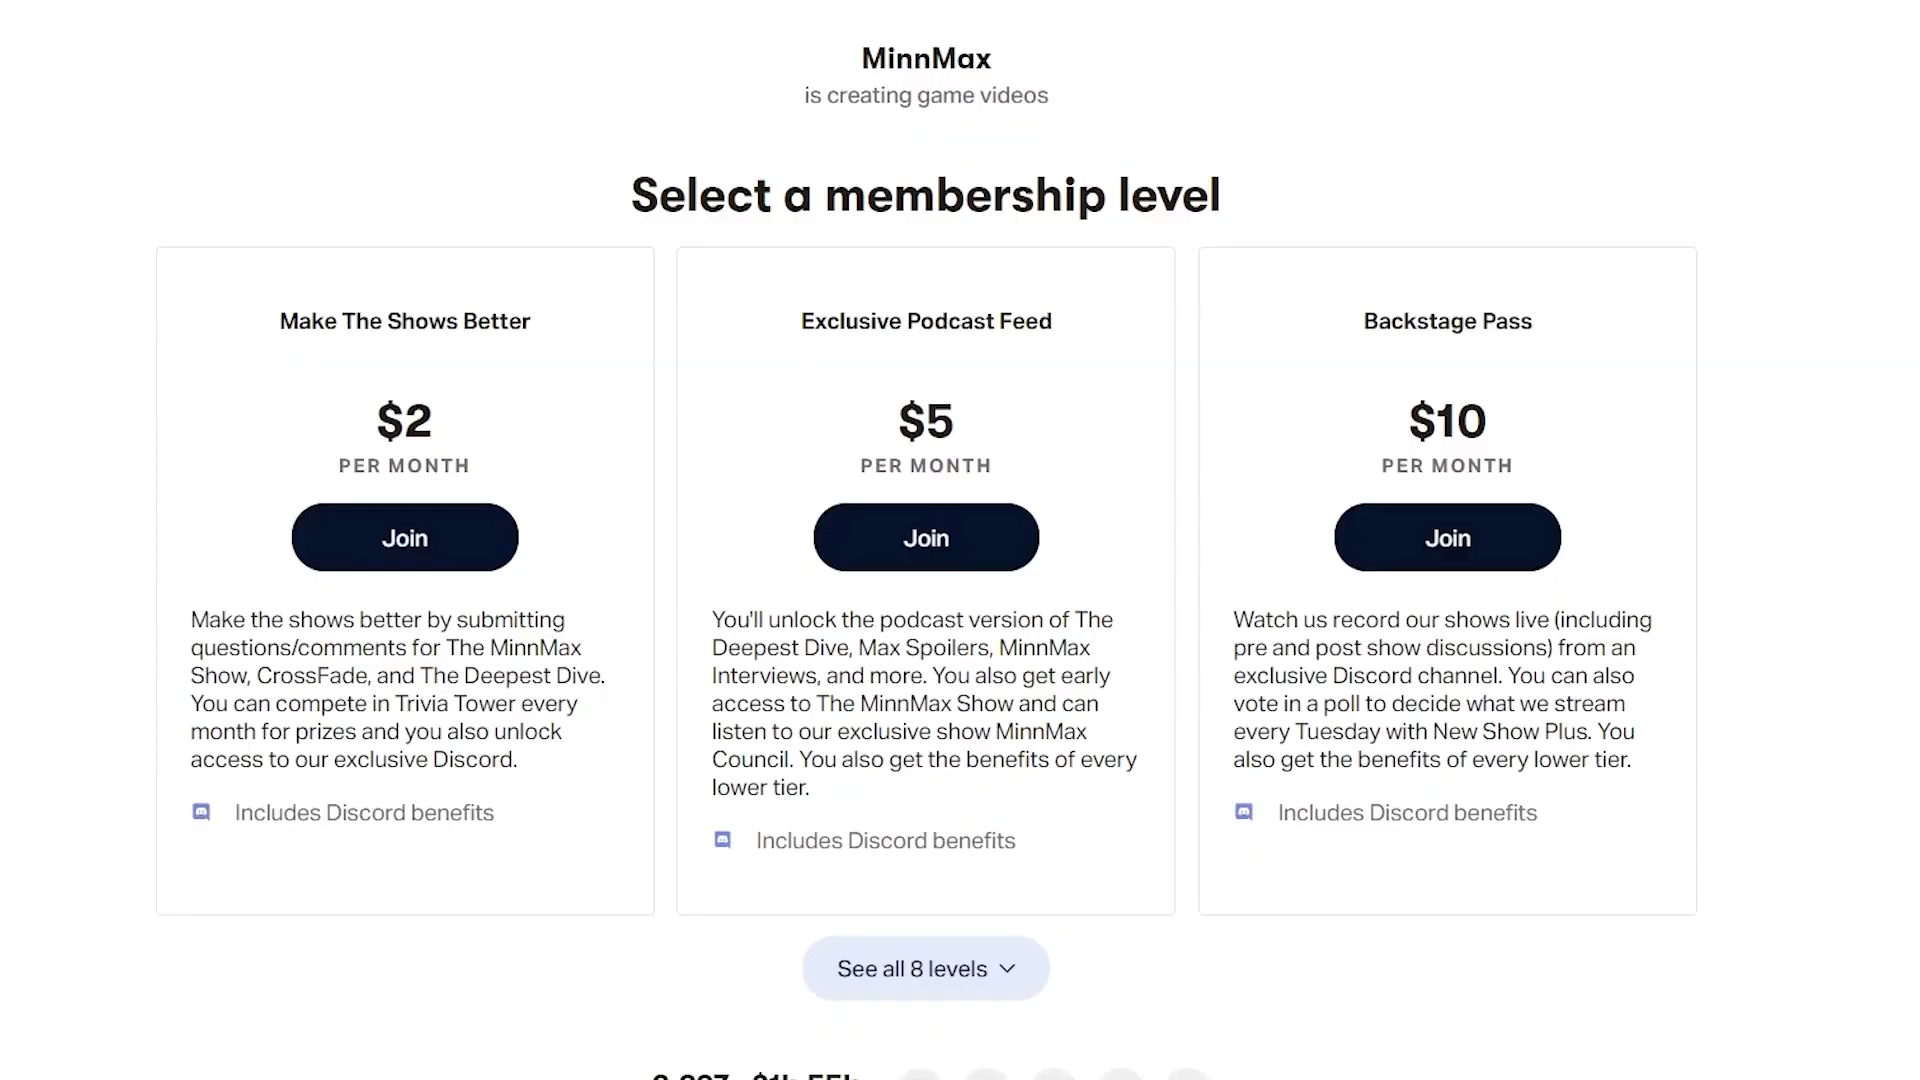 MinnMax
is creating game videos
Select a membership level
Make The Shows Better
$2
PER MONTH
Join
Make the shows better by submitting
questions/comments for The MinnMax
Show, CrossFade, and The Deepest Dive.
You can compete in Trivia Tower every
month for prizes and you also unlock
access to our exclusive Discord.
Includes Discord benefits
Exclusive Podcast Feed
$5
PER MONTH
Join
You'll unlock the podcast version of The
Deepest Dive, Max Spoilers, MinnMax
Interviews, and more. You also get early
access to The MinnMax Show and can
listen to our exclusive show MinnMax
Council. You also get the benefits of every
lower tier.
Includes Discord benefits
Backstage Pass
$10
PER MONTH
Join
Watch us record our shows live (including
pre and post show discussions) from an
exclusive Discord channel. You can also
vote in a poll to decide what we stream
every Tuesday with New Show Plus. You
also get the benefits of every lower tier.
Includes Discord benefits
See all 8 levels